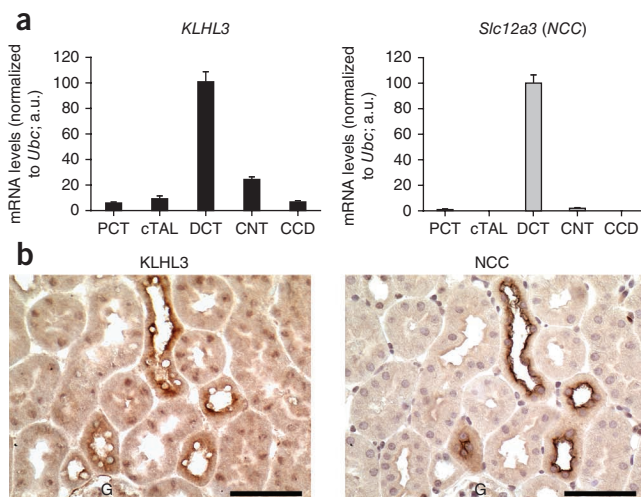 a
KLHL3
mRNA levels (normalized
to Ubc; a.u.)
120
100
80
60
40
20
0
PCT cTAL DCT CNT CCD
Slc12a3 (NCC)
mRNA levels (normalized
to Ubc; a.u.)
120
100
80
60
40
20
0
PCT cTAL DCT CNT CCD
b
KLHL3
NCC
G
G